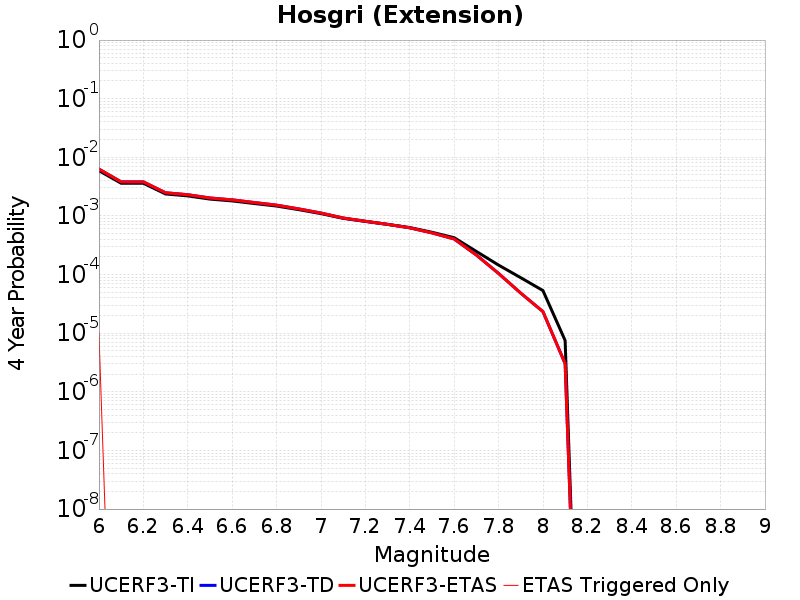 Hosgri (Extension)
10^0
10^-1
10^-2
10^-3
10^-4
10^-5
10^-6
10^-7
10^-8
4 Year Probability
6 6.2 6.4 6.6 6.8 7 7.2 7.4 7.6 7.8 8 8.2 8.4 8.6 8.8 9
Magnitude
UCERF3-TI UCERF3-TD UCERF3-ETAS ETAS Triggered Only